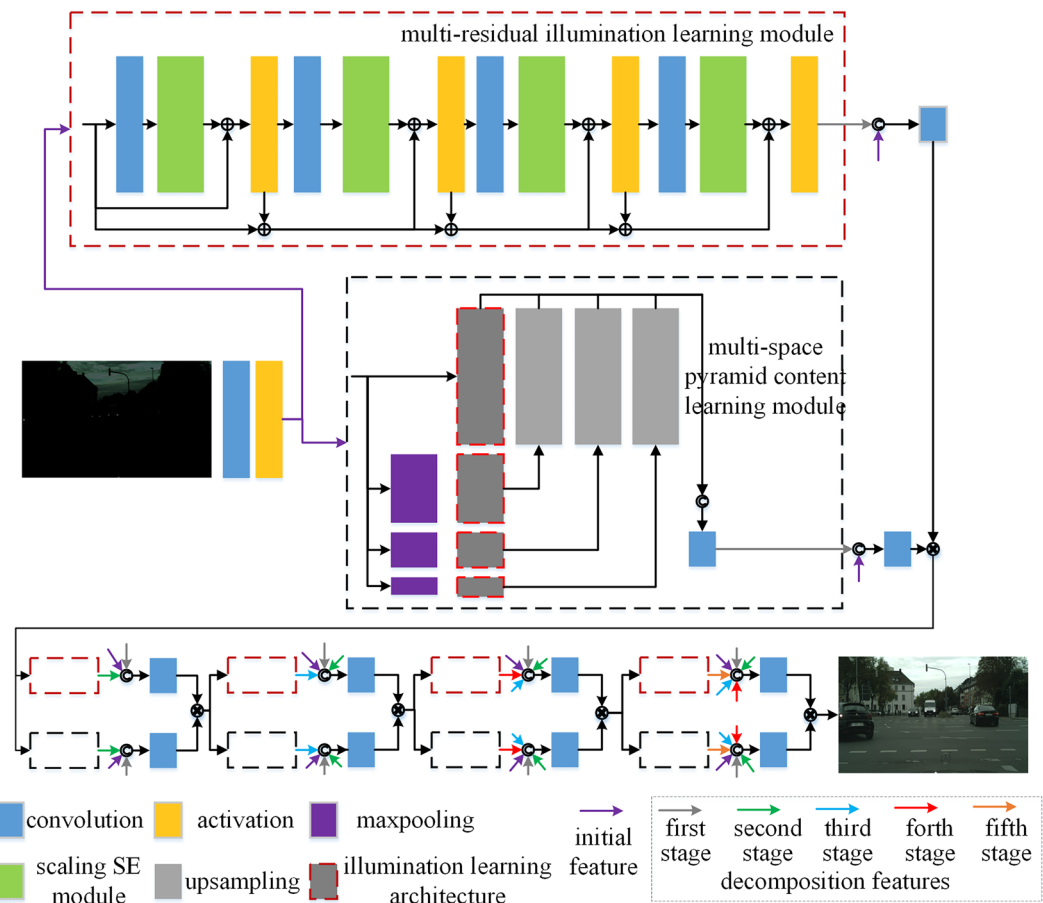 multi-residual illumination learning module
multi-space
pyramid content
learning module
C
C
C
C
C
C
C
C
C
C
C
convolution
activation
maxpooling
initial
feature
first
stage
second
stage
third
stage
forth
stage
fifth
stage
decomposition features
scaling SE
module
upsampling
illumination learning
architecture